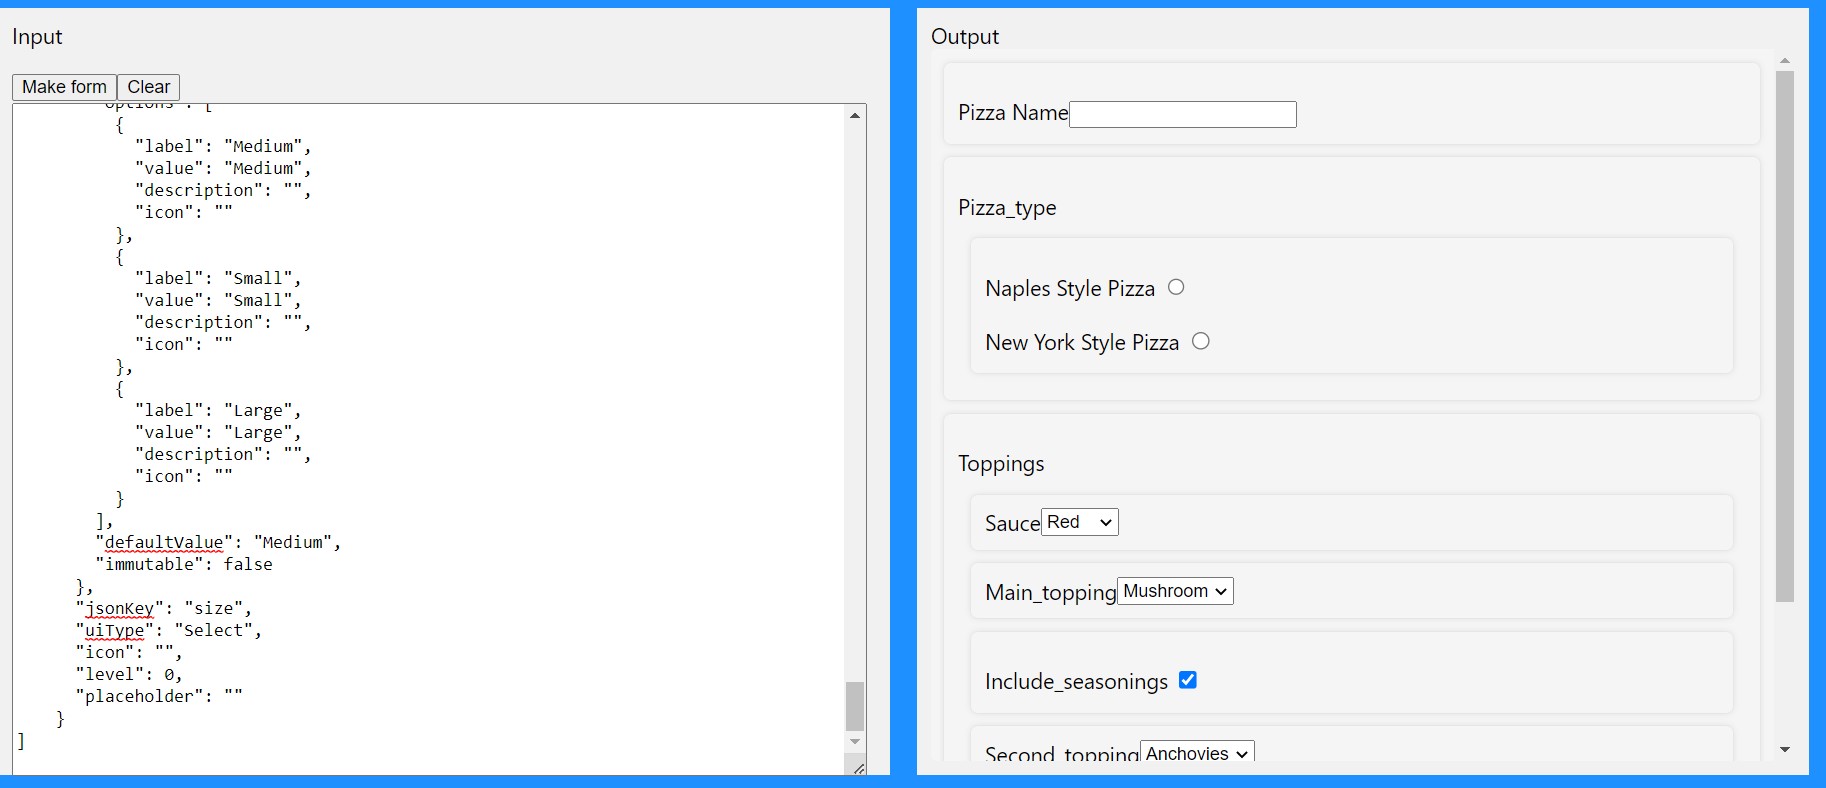 Input
Make form
Clear
"options": [
{
"label": "Medium",
"value": "Medium",
"description": "",
"icon": ""
},
{
"label": "Small",
"value": "Small",
"description": "",
"icon": ""
},
{
"label": "Large",
"value": "Large",
"description": "",
"icon": ""
}
],
"defaultValue": "Medium",
"immutable": false
},
"jsonKey": "size",
"uiType": "Select",
"icon": "",
"level": 0,
"placeholder": ""
}
]
Output
Pizza Name
Pizza_type
Naples Style Pizza
New York Style Pizza
Toppings
Sauce Red
Main_topping Mushroom
Include_seasonings
Second_topping Anchovies